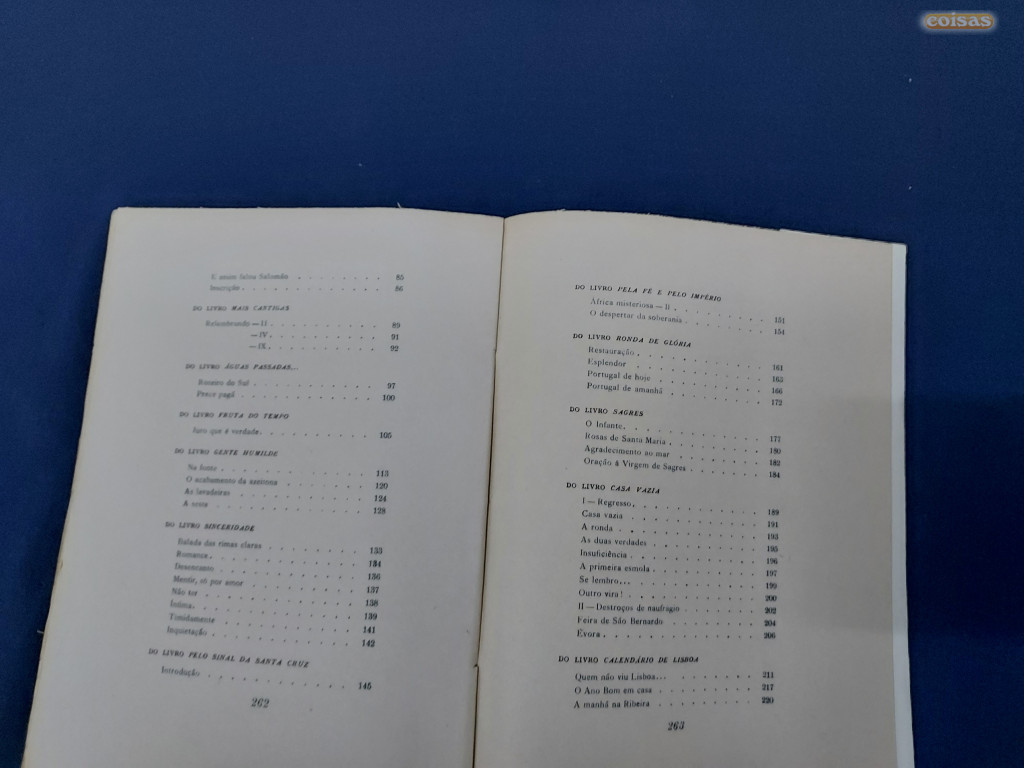 coisas
E assim falou Salomão . . . . . . . . 85
Inscrição . . . . . . . . . . 86
DO LIVRO MAIS CANTIGAS
Relembrando — II . . . . . . . . 89
— IV . . . . . . . . 91
— IX . . . . . . . . 92
DO LIVRO ÁGUAS PASSADAS...
Romeiro do Sul . . . . . . . . 97
Prece pagã . . . . . . . . . 100
DO LIVRO FRUTA DO TEMPO
Juro que é verdade . . . . . . . . 105
DO LIVRO GENTE HUMILDE
Na fonte . . . . . . . . . . 113
O acabamento da azeitona . . . . . . 120
As lavadeiras . . . . . . . . . 124
A neve . . . . . . . . . . 128
DO LIVRO SINCERIDADE
Balada das rimas claras . . . . . . . 133
Romance . . . . . . . . . . 134
Desencanto . . . . . . . . . 136
Mentir, só por amor . . . . . . . 137
Não ter . . . . . . . . . . 138
Íntima . . . . . . . . . . 139
Timidamente . . . . . . . . . 141
Inquietação . . . . . . . . . 142
DO LIVRO PELO SINAL DA SANTA CRUZ
Introdução . . . . . . . . . . 145
262
DO LIVRO PELA FÉ E PELO IMPÉRIO
África misteriosa — II . . . . . . . . 151
O despertar da soberania . . . . . . . 154
DO LIVRO RONDA DE GLÓRIA
Restauração . . . . . . . . . . 161
Esplendor . . . . . . . . . . 163
Portugal de hoje . . . . . . . . . 166
Portugal de amanhã . . . . . . . . 172
DO LIVRO SAGRES
O Infante . . . . . . . . . . 177
Rosas de Santa Maria . . . . . . . . 180
Agradecimento ao mar . . . . . . . . 182
Oração à Virgem de Sagres . . . . . . 184
DO LIVRO CASA VAZIA
I — Regresso . . . . . . . . . . 189
Casa vazia . . . . . . . . . . 191
A ronda . . . . . . . . . . 193
As duas verdades . . . . . . . . . 195
Insuficiência . . . . . . . . . . 196
A primeira esmola . . . . . . . . . 197
Se lembro... . . . . . . . . . . 199
Outro vira! . . . . . . . . . . 200
II — Destroços de naufrágio . . . . . . 202
Feira de São Bernardo . . . . . . . . 204
Évora . . . . . . . . . . 206
DO LIVRO CALENDÁRIO DE LISBOA
Quem não viu Lisboa... . . . . . . . 211
O Ano Bom em casa . . . . . . . . 217
A manhã na Ribeira . . . . . . . . 220
263